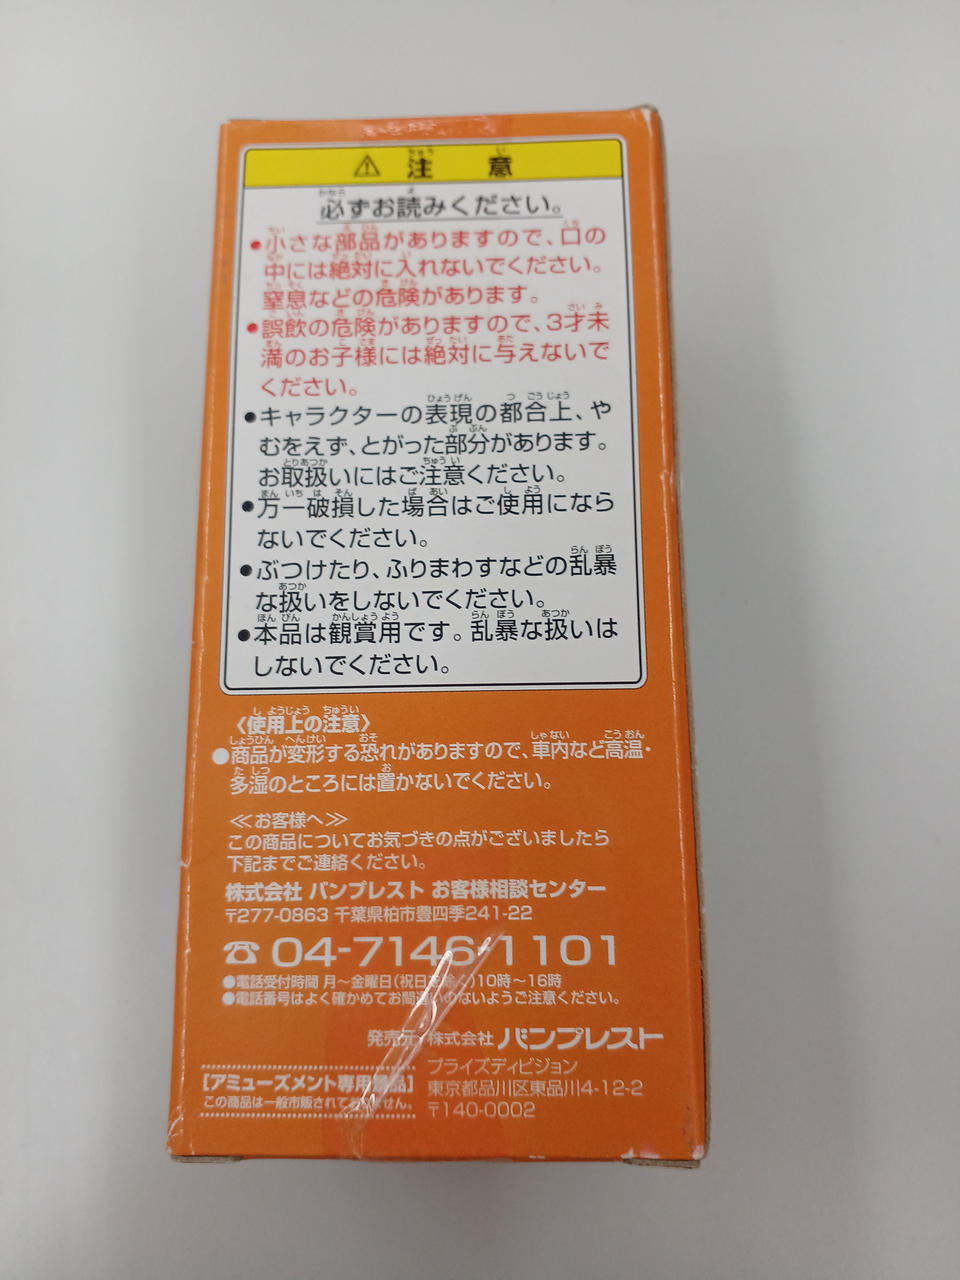 ⚠ 注意
必ずお読みください。
●小さな部品がありますので、口の
中には絶対に入れないでください。
窒息などの危険があります。
●誤飲の危険がありますので、3才未
満のお子様には絶対に与えないで
ください。
●キャラクターの表現の都合上、や
むをえず、とがった部分があります。
お取扱いにはご注意ください。
●万一破損した場合はご使用になら
ないでください。
●ぶつけたり、ふりまわすなどの乱暴
な扱いをしないでください。
●本品は観賞用です。乱暴な扱いは
しないでください。
〈使用上の注意〉
●商品が変形する恐れがありますので、車内など高温・
多湿のところには置かないでください。
≪お客様へ≫
この商品についてお気づきの点がございましたら
下記までご連絡ください。
株式会社 バンプレスト お客様相談センター
〒277-0863 千葉県柏市豊四季241-22
☎04-7146-1101
●電話受付時間 月〜金曜日(祝日を除く)10時〜16時
●電話番号はよく確かめてお間違いのないようご注意ください。
発売元 株式会社 バンプレスト
プライズディビジョン
東京都品川区東品川4-12-2
〒140-0002
[アミューズメント専用景品]
この商品は一般市販されておりません。